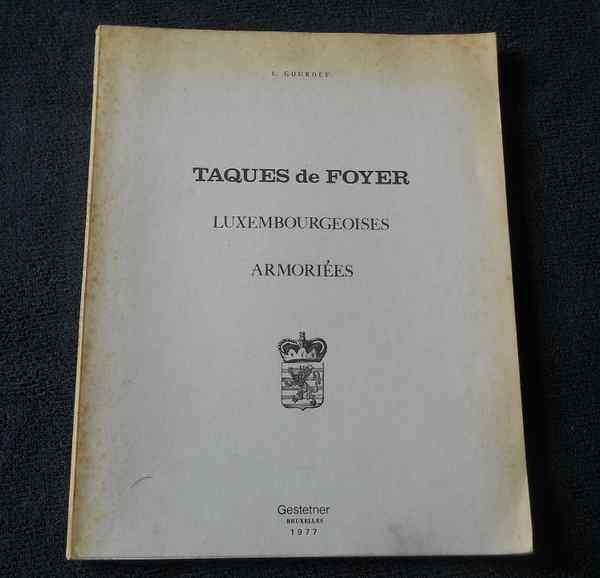 L. GOURDET
TAQUES de FOYER
LUXEMBOURGEOISES
ARMORIÉES
Gestetner
BRUXELLES
1977